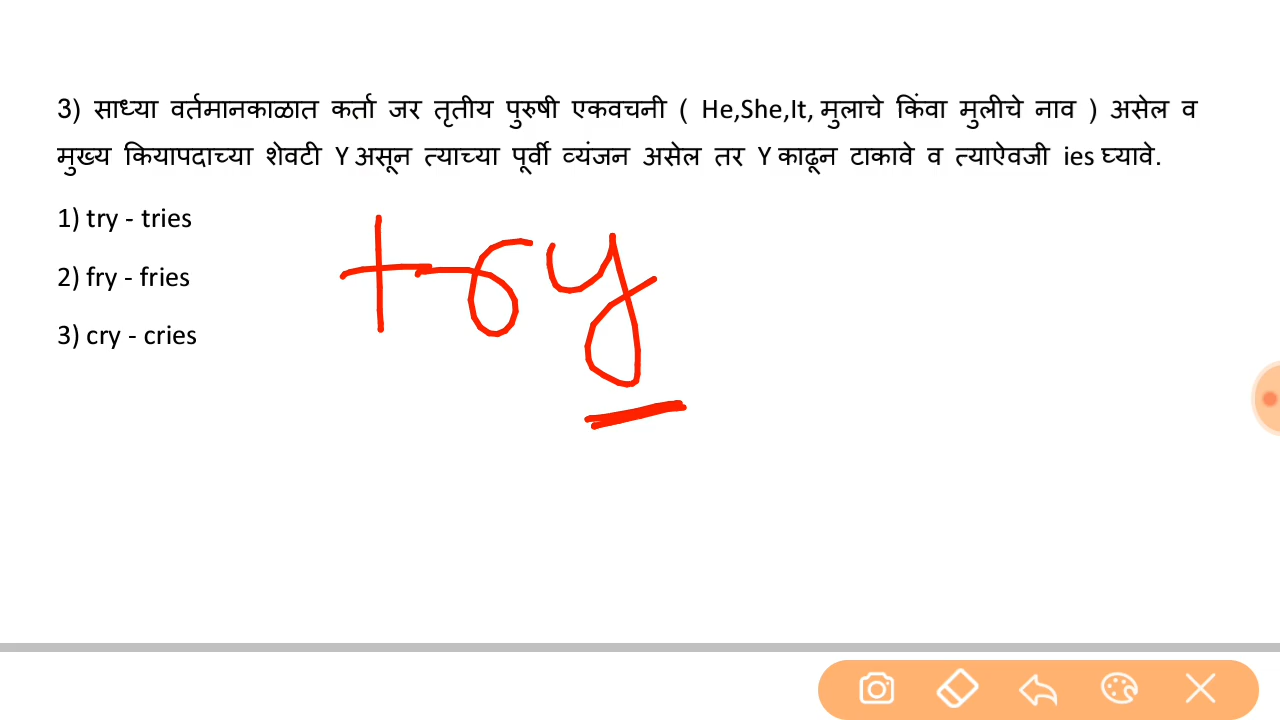 3) साध्या वर्तमानकाळात कर्ता जर तृतीय पुरुषी एकवचनी ( He,She,It, मुलाचे किंवा मुलीचे नाव ) असेल व
मुख्य कियापदाच्या शेवटी Y असून त्याच्या पूर्वी व्यंजन असेल तर Y काढून टाकावे व त्याऐवजी ies घ्यावे.
1) try - tries
2) fry - fries
3) cry - cries
try